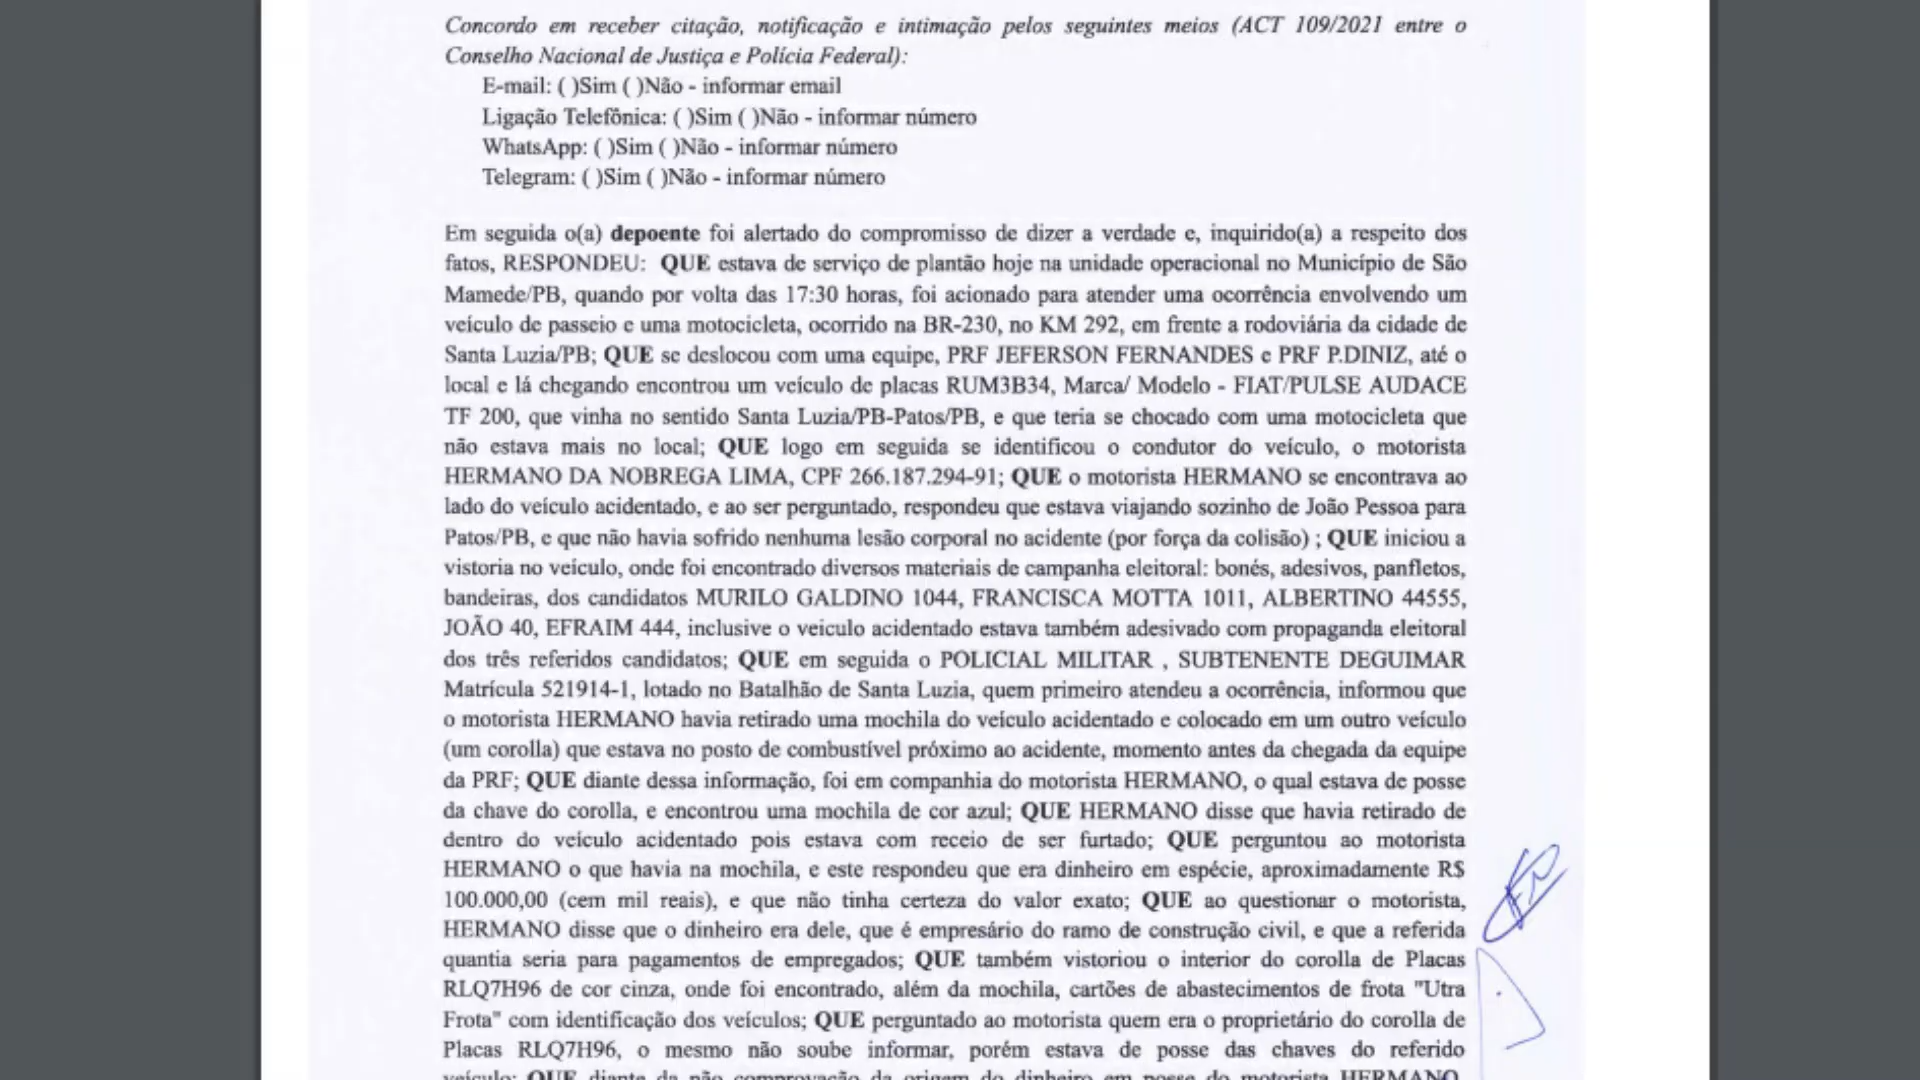 Concordo em receber citação, notificação e intimação pelos seguintes meios (ACT 109/2021 entre o
Conselho Nacional de Justiça e Polícia Federal):
E-mail: ( )Sim ( )Não - informar email
Ligação Telefônica: ( )Sim ( )Não - informar número
WhatsApp: ( )Sim ( )Não - informar número
Telegram: ( )Sim ( )Não - informar número
Em seguida o(a) depoente foi alertado do compromisso de dizer a verdade e, inquirido(a) a respeito dos
fatos, RESPONDEU: QUE estava de serviço de plantão hoje na unidade operacional no Município de São
Mamede/PB, quando por volta das 17:30 horas, foi acionado para atender uma ocorrência envolvendo um
veículo de passeio e uma motocicleta, ocorrido na BR-230, no KM 292, em frente a rodoviária da cidade de
Santa Luzia/PB; QUE se deslocou com uma equipe, PRF JEFERSON FERNANDES e PRF P.DINIZ, até o
local e lá chegando encontrou um veículo de placas RUM3B34, Marca/ Modelo - FIAT/PULSE AUDACE
TF 200, que vinha no sentido Santa Luzia/PB-Patos/PB, e que teria se chocado com uma motocicleta que
não estava mais no local; QUE logo em seguida se identificou o condutor do veículo, o motorista
HERMANO DA NOBREGA LIMA, CPF 266.187.294-91; QUE o motorista HERMANO se encontrava ao
lado do veículo acidentado, e ao ser perguntado, respondeu que estava viajando sozinho de João Pessoa para
Patos/PB, e que não havia sofrido nenhuma lesão corporal no acidente (por força da colisão) ; QUE iniciou a
vistoria no veículo, onde foi encontrado diversos materiais de campanha eleitoral: bonés, adesivos, panfletos,
bandeiras, dos candidatos MURILO GALDINO 1044, FRANCISCA MOTTA 1011, ALBERTINO 44555,
JOÃO 40, EFRAIM 444, inclusive o veiculo acidentado estava também adesivado com propaganda eleitoral
dos três referidos candidatos; QUE em seguida o POLICIAL MILITAR , SUBTENENTE DEGUIMAR
Matrícula 521914-1, lotado no Batalhão de Santa Luzia, quem primeiro atendeu a ocorrência, informou que
o motorista HERMANO havia retirado uma mochila do veículo acidentado e colocado em um outro veículo
(um corolla) que estava no posto de combustível próximo ao acidente, momento antes da chegada da equipe
da PRF; QUE diante dessa informação, foi em companhia do motorista HERMANO, o qual estava de posse
da chave do corolla, e encontrou uma mochila de cor azul; QUE HERMANO disse que havia retirado de
dentro do veículo acidentado pois estava com receio de ser furtado; QUE perguntou ao motorista
HERMANO o que havia na mochila, e este respondeu que era dinheiro em espécie, aproximadamente R$
100.000,00 (cem mil reais), e que não tinha certeza do valor exato; QUE ao questionar o motorista,
HERMANO disse que o dinheiro era dele, que é empresário do ramo de construção civil, e que a referida
quantia seria para pagamentos de empregados; QUE também vistoriou o interior do corolla de Placas
RLQ7H96 de cor cinza, onde foi encontrado, além da mochila, cartões de abastecimentos de frota "Utra
Frota" com identificação dos veículos; QUE perguntado ao motorista quem era o proprietário do corolla de
Placas RLQ7H96, o mesmo não soube informar, porém estava de posse das chaves do referido
veículo; QUE diante da não comprovação da origem do dinheiro em posse do motorista HERMANO,